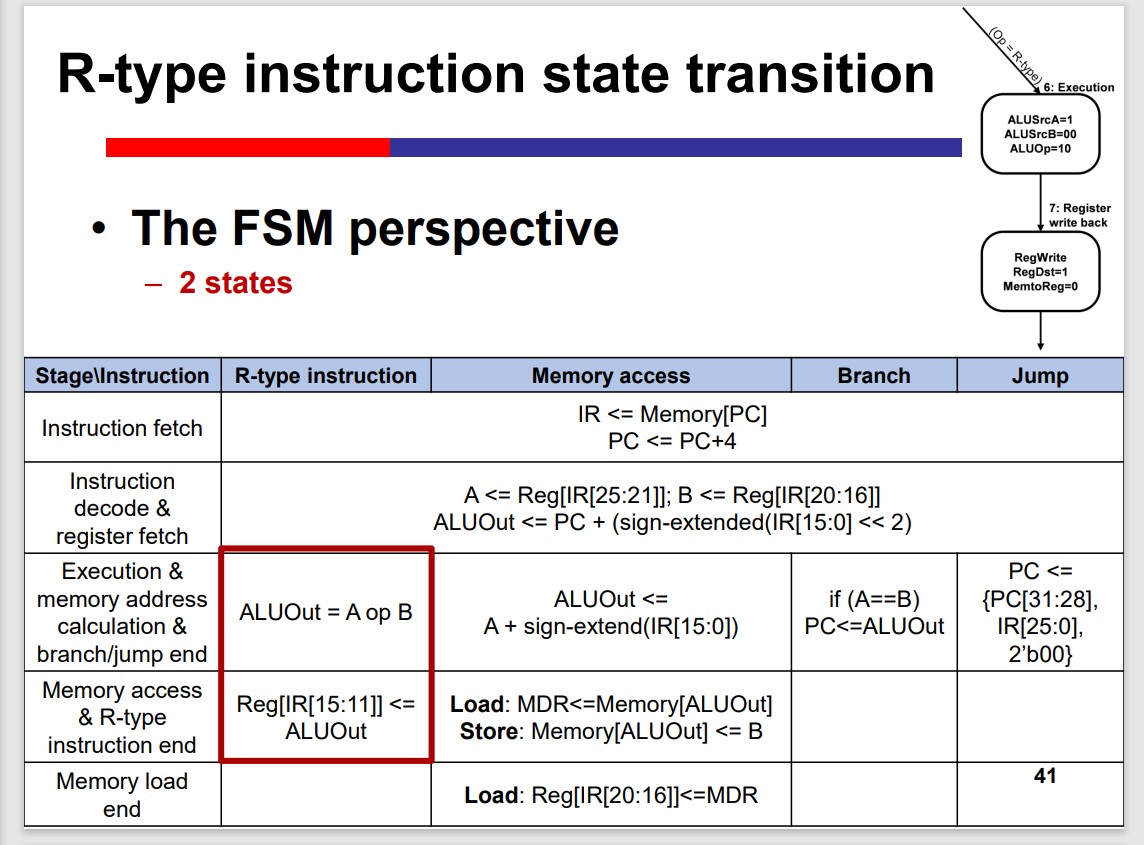 R-type instruction state transition
(Op = R-type)
6: Execution
ALUSrcA=1
ALUSrcB=00
ALUOp=10
7: Register
write back
RegWrite
RegDst=1
MemtoReg=0
• The FSM perspective
– 2 states
Stage\Instruction R-type instruction Memory access Branch Jump
Instruction fetch
IR <= Memory[PC]
PC <= PC+4
Instruction
decode &
register fetch
A <= Reg[IR[25:21]]; B <= Reg[IR[20:16]]
ALUOut <= PC + (sign-extended(IR[15:0] << 2)
Execution &
memory address
calculation &
branch/jump end
ALUOut = A op B
ALUOut <=
A + sign-extend(IR[15:0])
if (A==B)
PC<=ALUOut
PC <=
{PC[31:28],
IR[25:0],
2’b00}
Memory access
& R-type
instruction end
Reg[IR[15:11]] <=
ALUOut
Load: MDR<=Memory[ALUOut]
Store: Memory[ALUOut] <= B
Memory load
end
Load: Reg[IR[20:16]]<=MDR
41